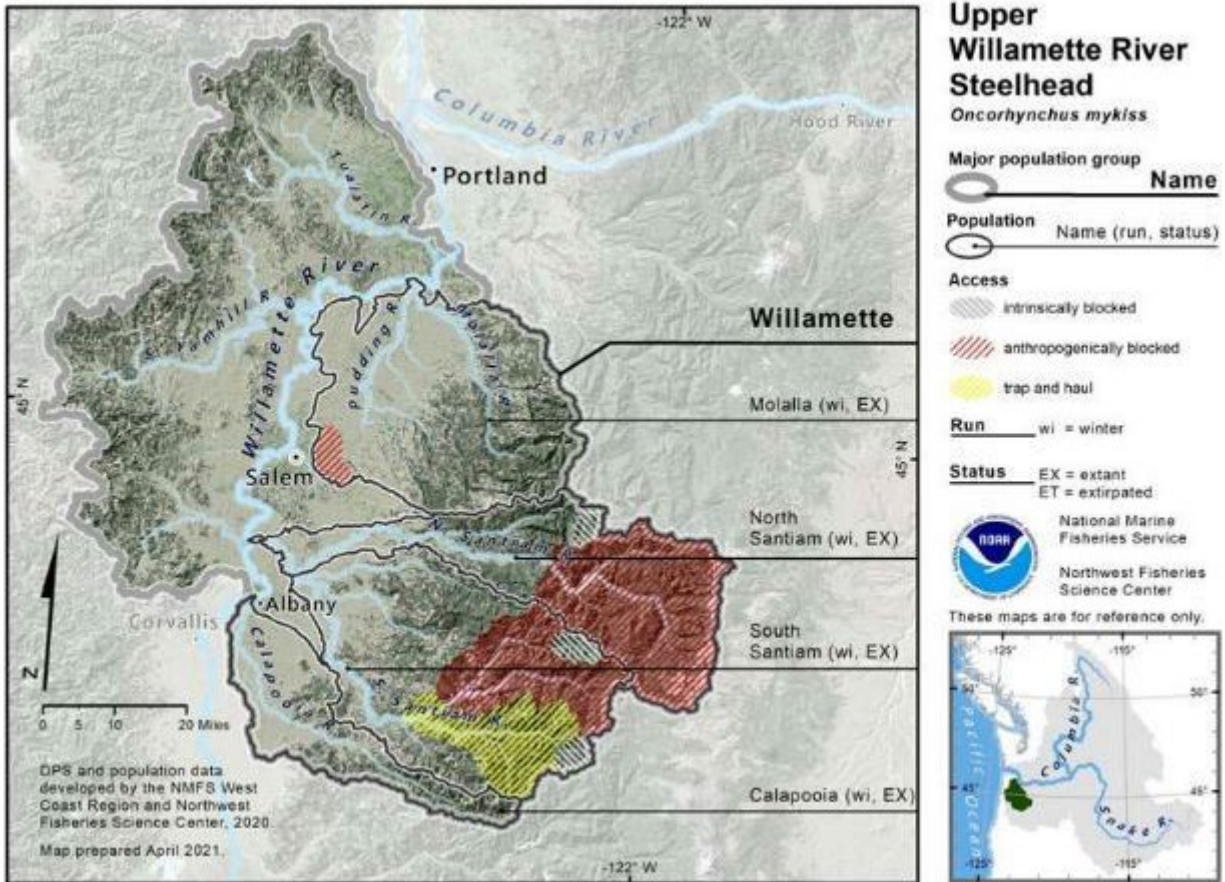 Upper
Willamette River
Steelhead
Oncorhynchus mykiss
Major population group
Name
Population
Name (run, status)
Access
intrinsically blocked
anthropogenically blocked
trap and haul
Run
wi = winter
Status
EX = extant
ET = extirpated
NOAA
National Marine
Fisheries Service
Northwest Fisheries
Science Center
These maps are for reference only.
-125°
-115°
50°
50°
Columbia R.
Pacific Ocean
45°
45°
Snake R.
-125°
-115°
-122° W
Columbia River
Hood River
Portland
Tualatin R.
Willamette River
Yamhill R.
Pudding R.
Molalla R.
Willamette
45° N
Willamette
Molalla (wi, EX)
45° N
Salem
N. Santiam R.
North
Santiam (wi, EX)
Albany
Corvallis
Calapooia R.
South
Santiam (wi, EX)
S. Santiam R.
N
0 5 10 20 Miles
Calapooia (wi, EX)
DPS and population data
developed by the NMFS West
Coast Region and Northwest
Fisheries Science Center, 2020.
Map prepared April 2021.
-122° W